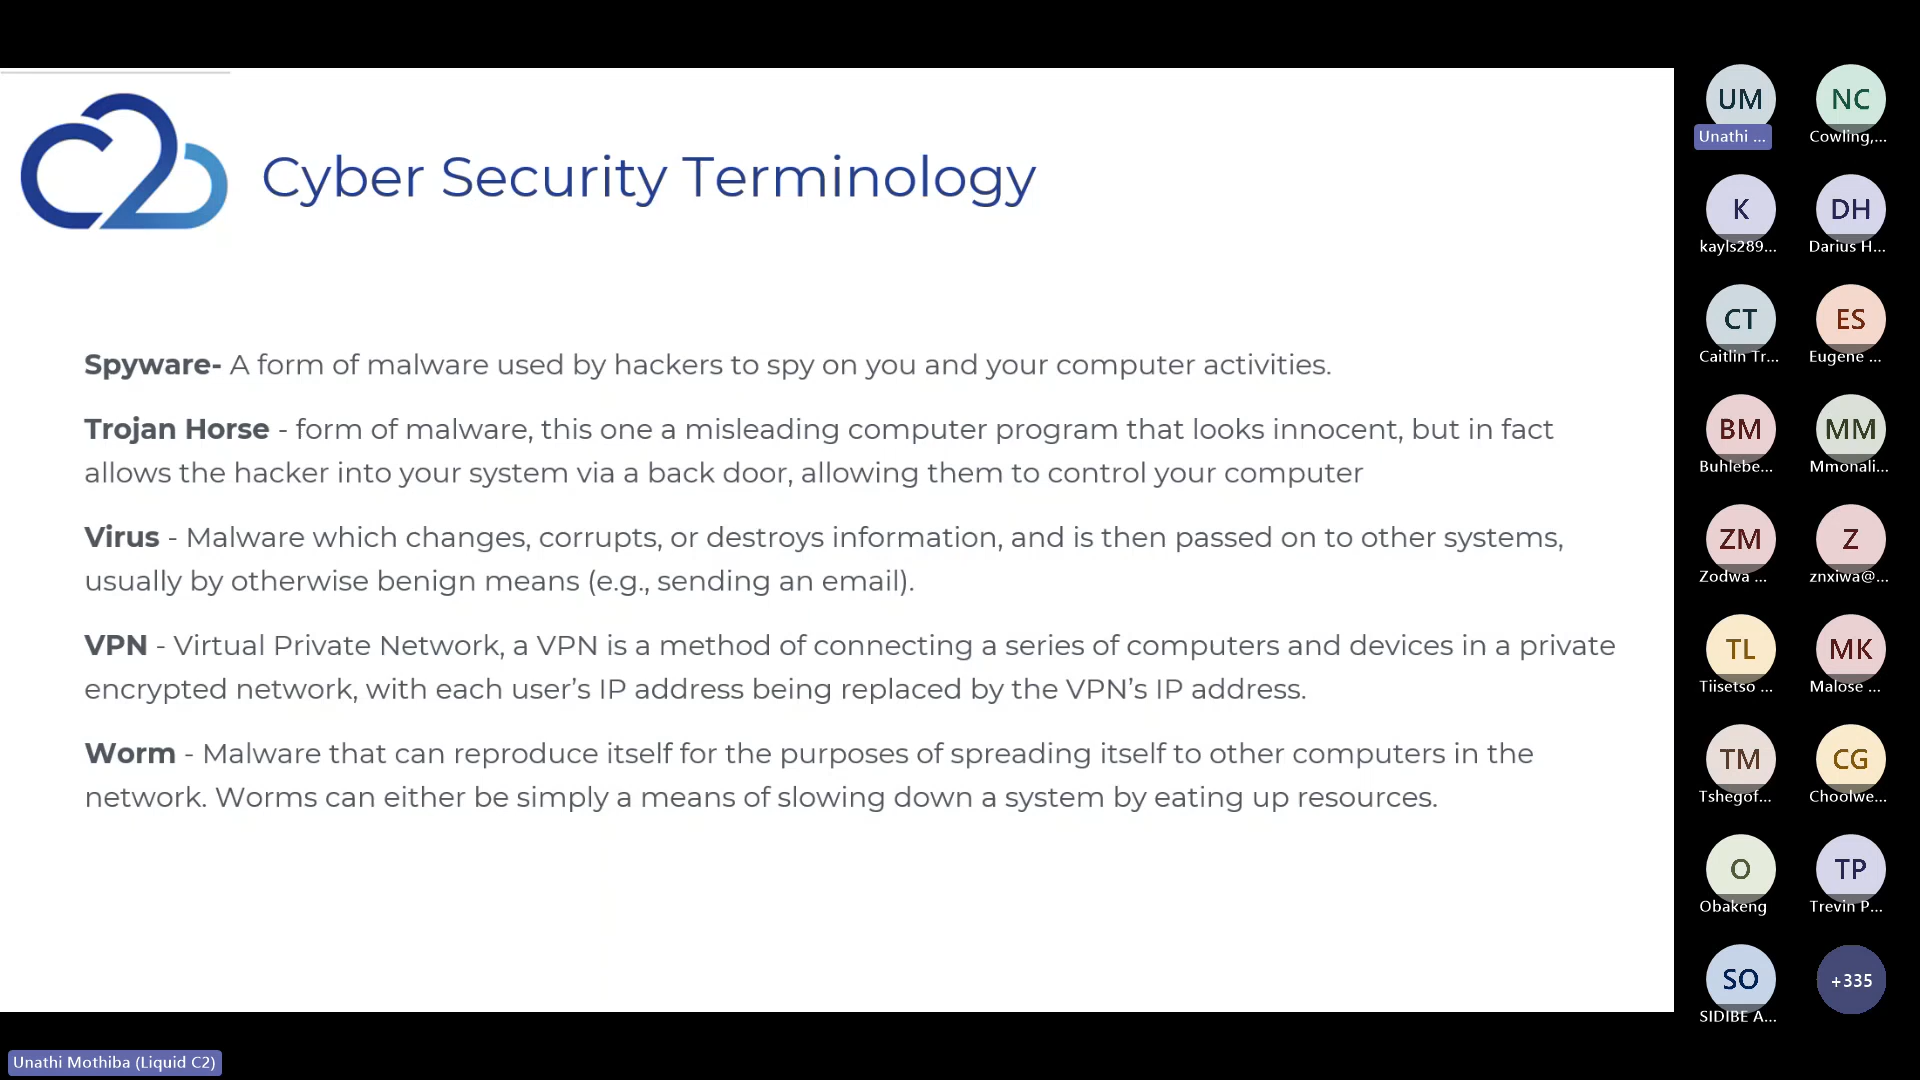 Cyber Security Terminology
Spyware- A form of malware used by hackers to spy on you and your computer activities.
Trojan Horse - form of malware, this one a misleading computer program that looks innocent, but in fact
allows the hacker into your system via a back door, allowing them to control your computer
Virus - Malware which changes, corrupts, or destroys information, and is then passed on to other systems,
usually by otherwise benign means (e.g., sending an email).
VPN - Virtual Private Network, a VPN is a method of connecting a series of computers and devices in a private
encrypted network, with each user’s IP address being replaced by the VPN’s IP address.
Worm - Malware that can reproduce itself for the purposes of spreading itself to other computers in the
network. Worms can either be simply a means of slowing down a system by eating up resources.
UM NC
Unathi ... Cowling,...
K DH
kayls289... Darius H...
CT ES
Caitlin Tr... Eugene ...
BM MM
Buhlebe... Mmonali...
ZM Z
Zodwa ... znxiwa@...
TL MK
Tiisetso ... Malose ...
TM CG
Tshegof... Choolwe...
O TP
Obakeng Trevin P...
SO +335
SIDIBE A...
Unathi Mothiba (Liquid C2)